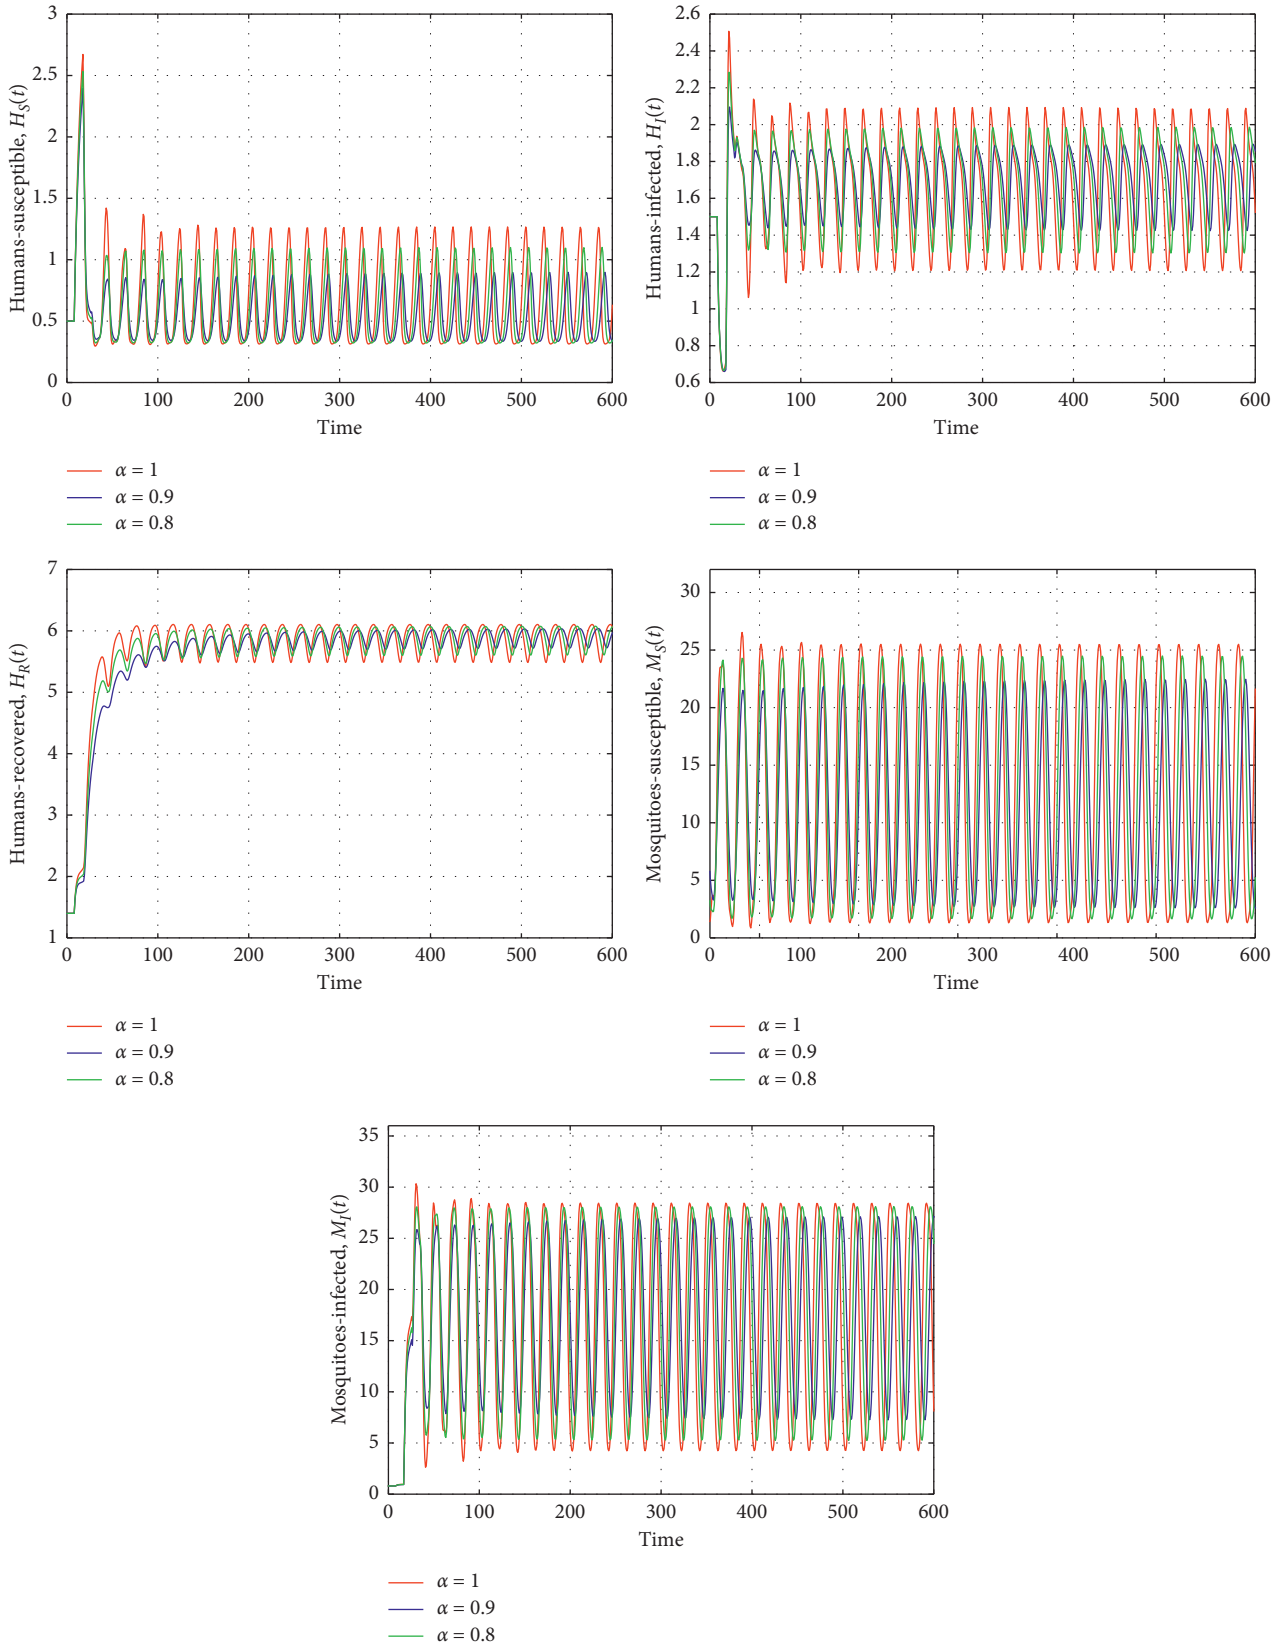 3
2.5
2
1.5
1
0.5
0
Humans-susceptible, H_S(t)
0 100 200 300 400 500 600
Time
α = 1
α = 0.9
α = 0.8
2.6
2.4
2.2
2
1.8
1.6
1.4
1.2
1
0.8
0.6
Humans-infected, H_I(t)
0 100 200 300 400 500 600
Time
α = 1
α = 0.9
α = 0.8
7
6
5
4
3
2
1
Humans-recovered, H_R(t)
0 100 200 300 400 500 600
Time
α = 1
α = 0.9
α = 0.8
30
25
20
15
10
5
0
Mosquitoes-susceptible, M_S(t)
0 100 200 300 400 500 600
Time
α = 1
α = 0.9
α = 0.8
35
30
25
20
15
10
5
0
Mosquitoes-infected, M_I(t)
0 100 200 300 400 500 600
Time
α = 1
α = 0.9
α = 0.8